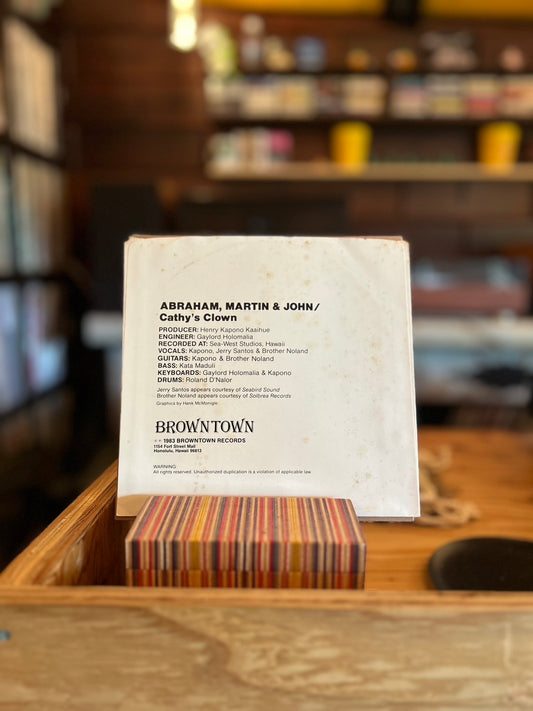 ABRAHAM, MARTIN & JOHN/
Cathy's Clown
PRODUCER: Henry Kapono Kaaihue
ENGINEER: Gaylord Holomalia
RECORDED AT: Sea-West Studios, Hawaii
VOCALS: Kapono, Jerry Santos & Brother Noland
GUITARS: Kapono & Brother Noland
BASS: Kata Maduli
KEYBOARDS: Gaylord Holomalia & Kapono
DRUMS: Roland D'Nalor
Jerry Santos appears courtesy of Seabird Sound
Brother Noland appears courtesy of Solbrea Records
Graphics by Hank McMonigle
BROWNTOWN
1983 BROWNTOWN RECORDS
1154 Fort Street Mall
Honolulu, Hawaii 96813
WARNING:
All rights reserved. Unauthorized duplication is a violation of applicable law.